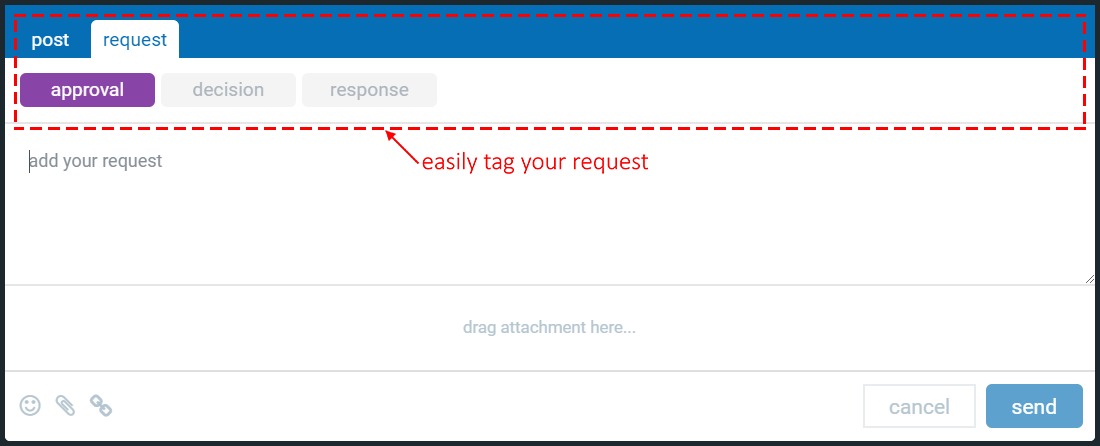 post request
approval decision response
easily tag your request
add your request
drag attachment here...
cancel send